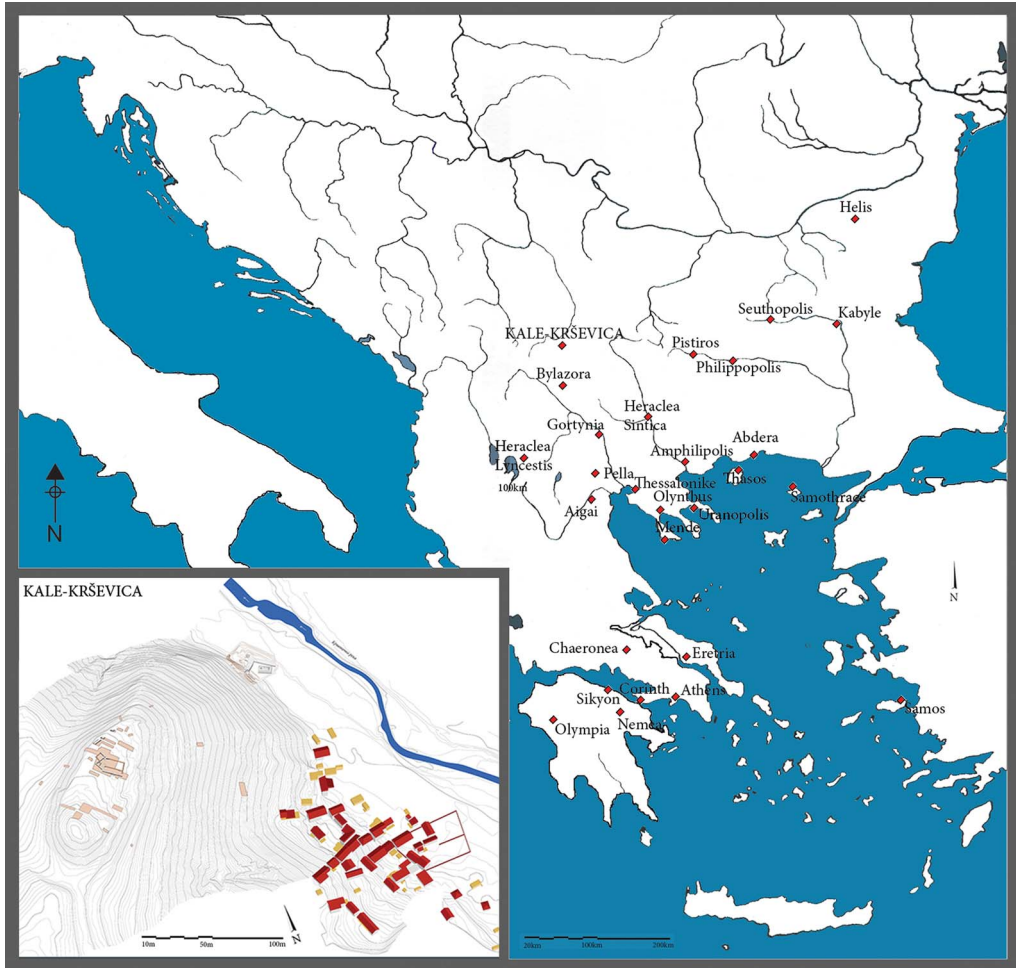 Helis
Seuthopolis
Kabyle
KALE-KRŠEVICA
Pistiros
Philippopolis
Bylazora
Heraclea
Sintica
Gortynia
Abdera
Heraclea
Lyncestis
Amphilipolis
Pella
Thasos
100km
Thessalonike
Samothrace
Olynthus
Aigai
Uranopolis
Mende
N
N
KALE-KRŠEVICA
Chaeronea
Eretria
Sikyon
Corinth
Athens
Samos
Olympia
Nemea
N
10m 50m 100m
20km 100km 200km